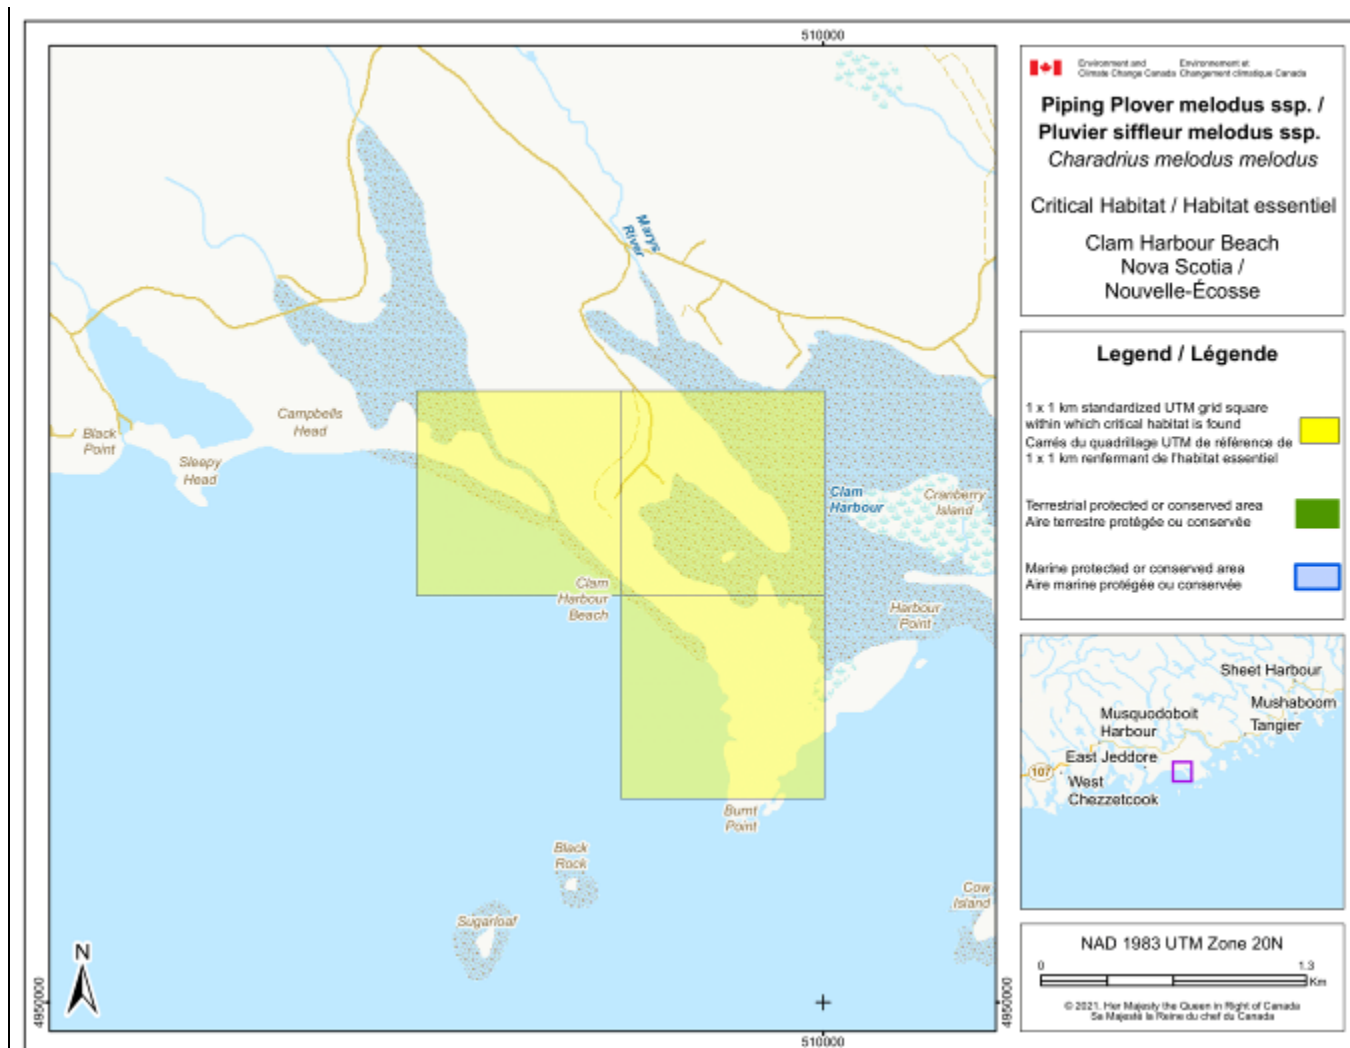 510000
Environment and Environnement et
Climate Change Canada Changement climatique Canada
Piping Plover melodus ssp. /
Pluvier siffleur melodus ssp.
Charadrius melodus melodus
Critical Habitat / Habitat essentiel
Clam Harbour Beach
Nova Scotia /
Nouvelle-Écosse
Legend / Légende
1 x 1 km standardized UTM grid square
within which critical habitat is found
Carrés du quadrillage UTM de référence de
1 x 1 km renfermant de l'habitat essentiel
Terrestrial protected or conserved area
Aire terrestre protégée ou conservée
Marine protected or conserved area
Aire marine protégée ou conservée
Marys
River
Campbells
Head
Black
Point
Sleepy
Head
Clam
Harbour
Cranberry
Island
Clam
Harbour
Beach
Harbour
Point
Burnt
Point
Black
Rock
Sugarloaf
Cow
Island
N
4950000
4950000
510000
Sheet Harbour
Mushaboom
Musquodoboit
Harbour
Tangier
East Jeddore
107
West
Chezzetcook
NAD 1983 UTM Zone 20N
0 1.3
Km
© 2021. Her Majesty the Queen in Right of Canada
Sa Majesté la Reine du chef du Canada